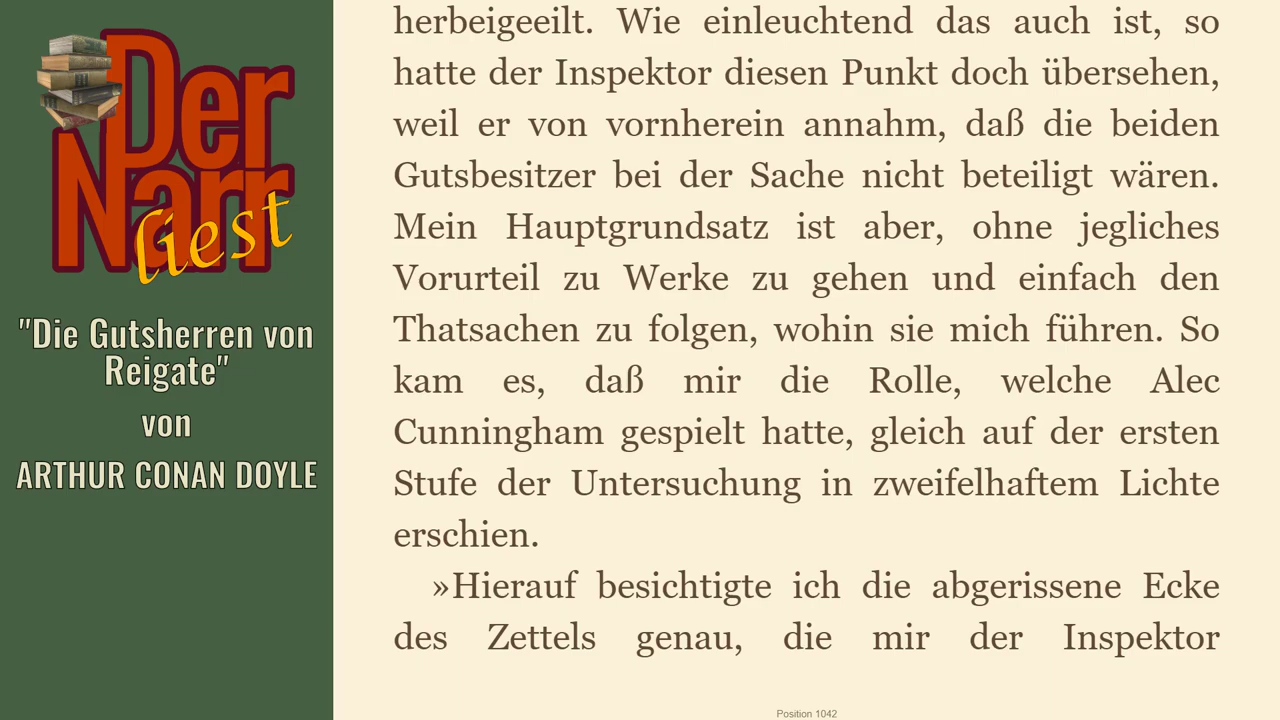 Der
Narr
liest
"Die Gutsherren von
Reigate"
von
ARTHUR CONAN DOYLE
herbeigeeilt. Wie einleuchtend das auch ist, so
hatte der Inspektor diesen Punkt doch übersehen,
weil er von vornherein annahm, daß die beiden
Gutsbesitzer bei der Sache nicht beteiligt wären.
Mein Hauptgrundsatz ist aber, ohne jegliches
Vorurteil zu Werke zu gehen und einfach den
Thatsachen zu folgen, wohin sie mich führen. So
kam es, daß mir die Rolle, welche Alec
Cunningham gespielt hatte, gleich auf der ersten
Stufe der Untersuchung in zweifelhaftem Lichte
erschien.
»Hierauf besichtigte ich die abgerissene Ecke
des Zettels genau, die mir der Inspektor
Position 1042